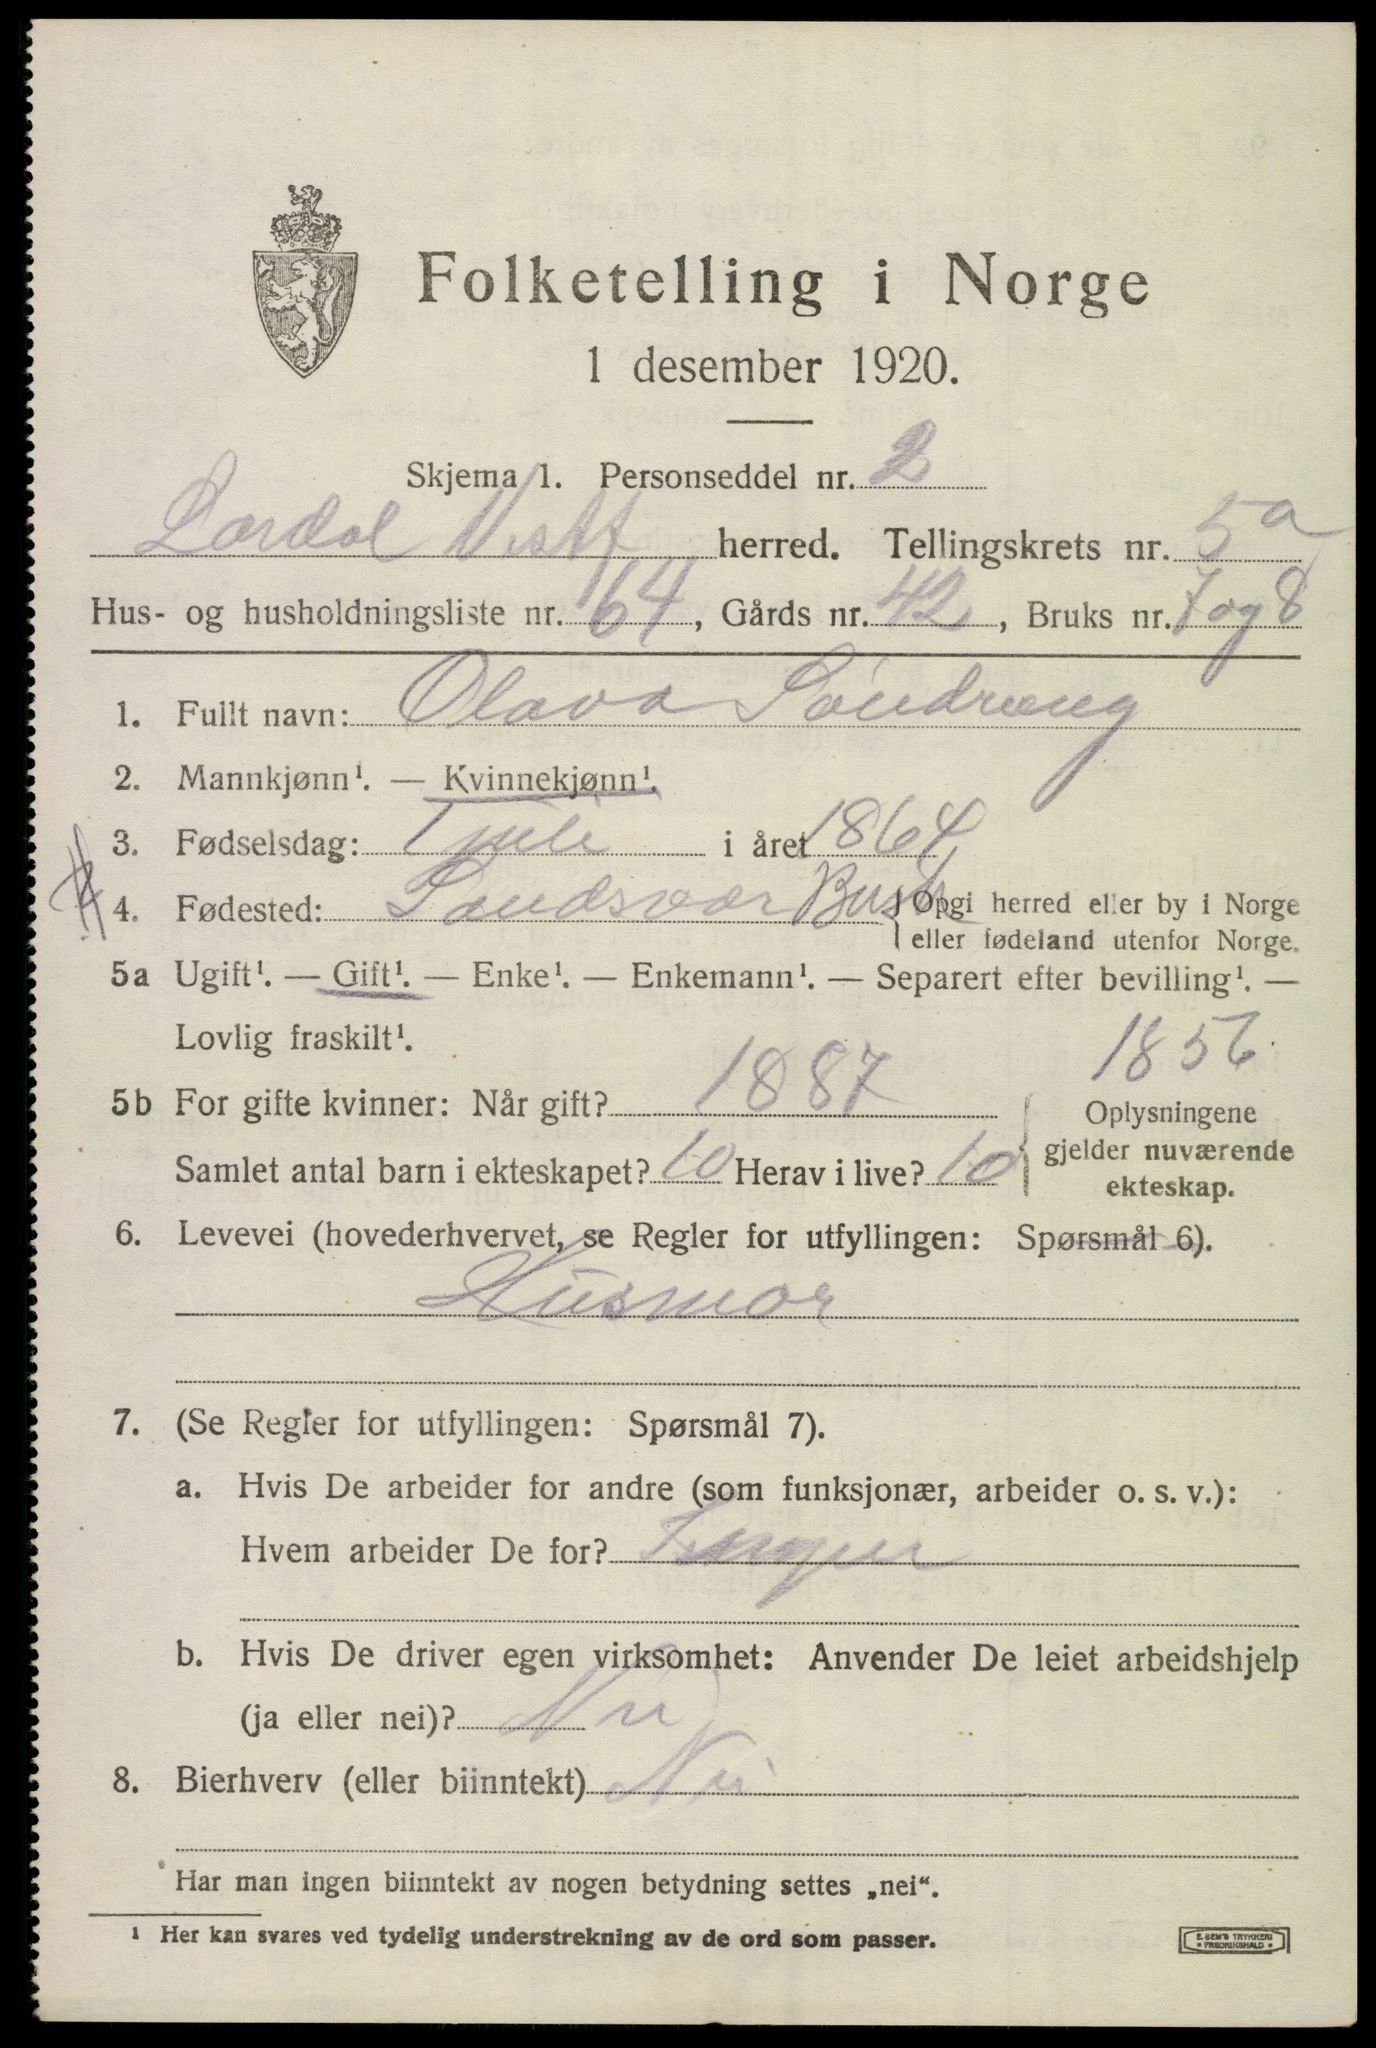 Folketelling i Norge
1 desember 1920.
Skjema 1. Personseddel nr. 2
Lardal Vestf herred. Tellingskrets nr. 5a
Hus- og husholdningsliste nr. 64, Gårds nr. 42, Bruks nr. 7 og 8
1. Fullt navn: Olava
2. Mannkjønn¹. — Kvinnekjønn¹.
3. Fødselsdag: i året 1864
4. Fødested: Sandsvær Busk {Opgi herred eller by i Norge
eller fødeland utenfor Norge.
5a Ugift¹. — Gift¹. — Enke¹. — Enkemann¹. — Separert efter bevilling¹. —
Lovlig fraskilt¹.
1856
5b For gifte kvinner: Når gift? 1887 Oplysningene
gjelder nuværende
Samlet antal barn i ekteskapet? 10 Herav i live? 10 ekteskap.
6. Levevei (hovederhvervet, se Regler for utfyllingen: Spørsmål 6).
Husmor
7. (Se Regler for utfyllingen: Spørsmål 7).
a. Hvis De arbeider for andre (som funksjonær, arbeider o. s. v.):
Hvem arbeider De for? Ingen
b. Hvis De driver egen virksomhet: Anvender De leiet arbeidshjelp
(ja eller nei)? Nei
8. Bierhverv (eller biinntekt) Nei
Har man ingen biinntekt av nogen betydning settes „nei“.
¹ Her kan svares ved tydelig understrekning av de ord som passer.
E. SEM'S TRYKKERI
• FREDRIKSHALD •